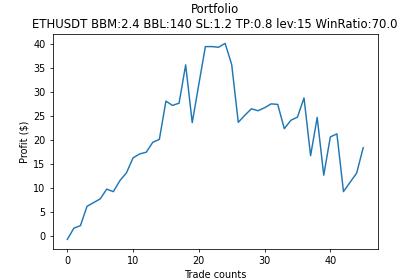 Portfolio
ETHUSDT BBM:2.4 BBL:140 SL:1.2 TP:0.8 lev:15 WinRatio:70.0
40
35
30
25
20
15
10
5
0
Profit ($)
0 10 20 30 40
Trade counts